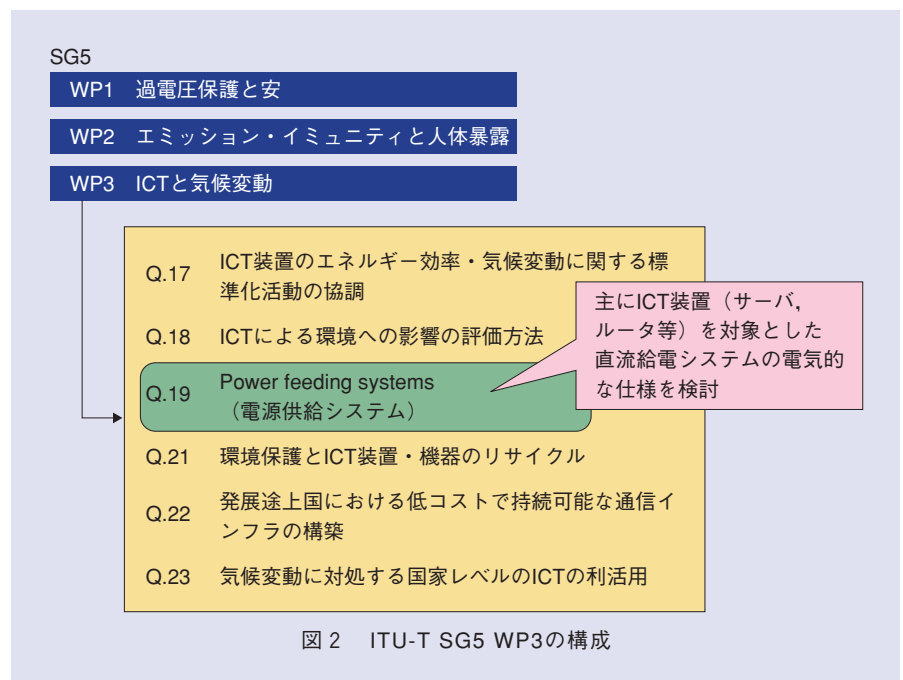 SG5
WP1 過電圧保護と安
WP2 エミッション・イミュニティと人体暴露
WP3 ICTと気候変動
Q.17 ICT装置のエネルギー効率・気候変動に関する標
準化活動の協調
Q.18 ICTによる環境への影響の評価方法
Q.19 Power feeding systems
（電源供給システム）
主にICT装置（サーバ，
ルータ等）を対象とした
直流給電システムの電気的
な仕様を検討
Q.21 環境保護とICT装置・機器のリサイクル
Q.22 発展途上国における低コストで持続可能な通信イ
ンフラの構築
Q.23 気候変動に対処する国家レベルのICTの利活用
図２ ITU-T SG5 WP3の構成